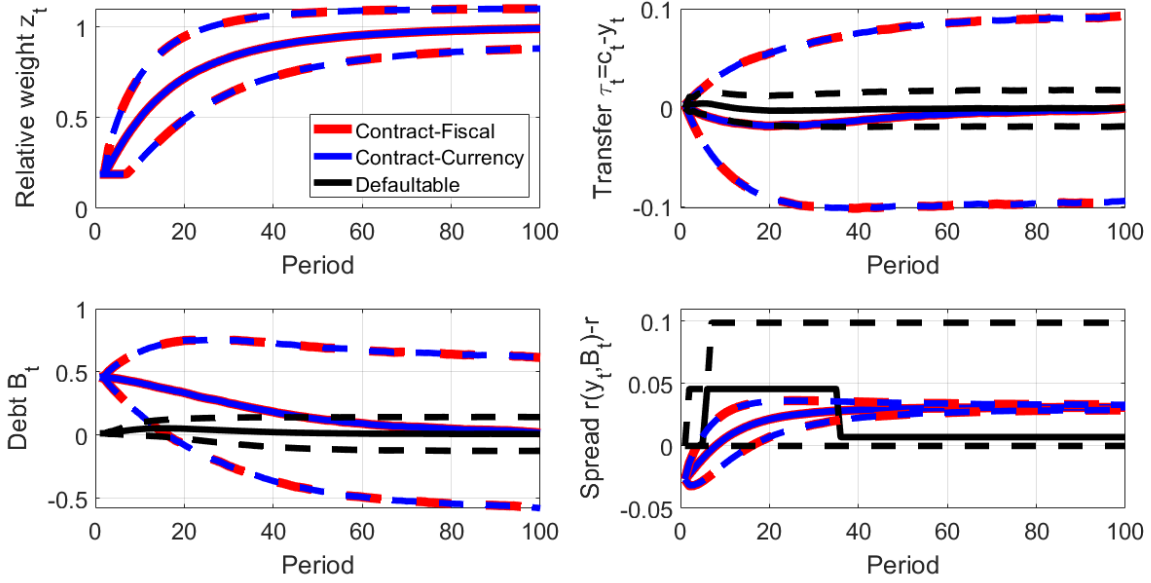 Relative weight z_t
1
0.5
0
0 20 40 60 80 100
Period
Contract-Fiscal
Contract-Currency
Defaultable
Transfer τ_t=c_t-y_t
0.1
0
-0.1
0 20 40 60 80 100
Period
Debt B_t
1
0.5
0
-0.5
0 20 40 60 80 100
Period
Spread r(y_t,B_t)-r
0.1
0.05
0
-0.05
0 20 40 60 80 100
Period